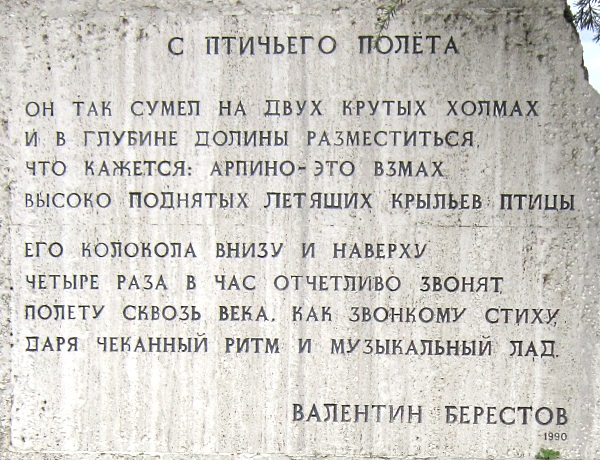 С ПТИЧЬЕГО ПОЛЁТА
ОН ТАК СУМЕЛ НА ДВУХ КРУТЫХ ХОЛМАХ
И В ГЛУБИНЕ ДОЛИНЫ РАЗМЕСТИТЬСЯ,
ЧТО КАЖЕТСЯ: АРПИНО-ЭТО ВЗМАХ
ВЫСОКО ПОДНЯТЫХ ЛЕТЯЩИХ КРЫЛЬЕВ ПТИЦЫ
ЕГО КОЛОКОЛА ВНИЗУ И НАВЕРХУ
ЧЕТЫРЕ РАЗА В ЧАС ОТЧЕТЛИВО ЗВОНЯТ,
ПОЛЕТУ СКВОЗЬ ВЕКА, КАК ЗВОНКОМУ СТИХУ,
ДАРЯ ЧЕКАННЫЙ РИТМ И МУЗЫКАЛЬНЫЙ ЛАД.
ВАЛЕНТИН БЕРЕСТОВ
1990